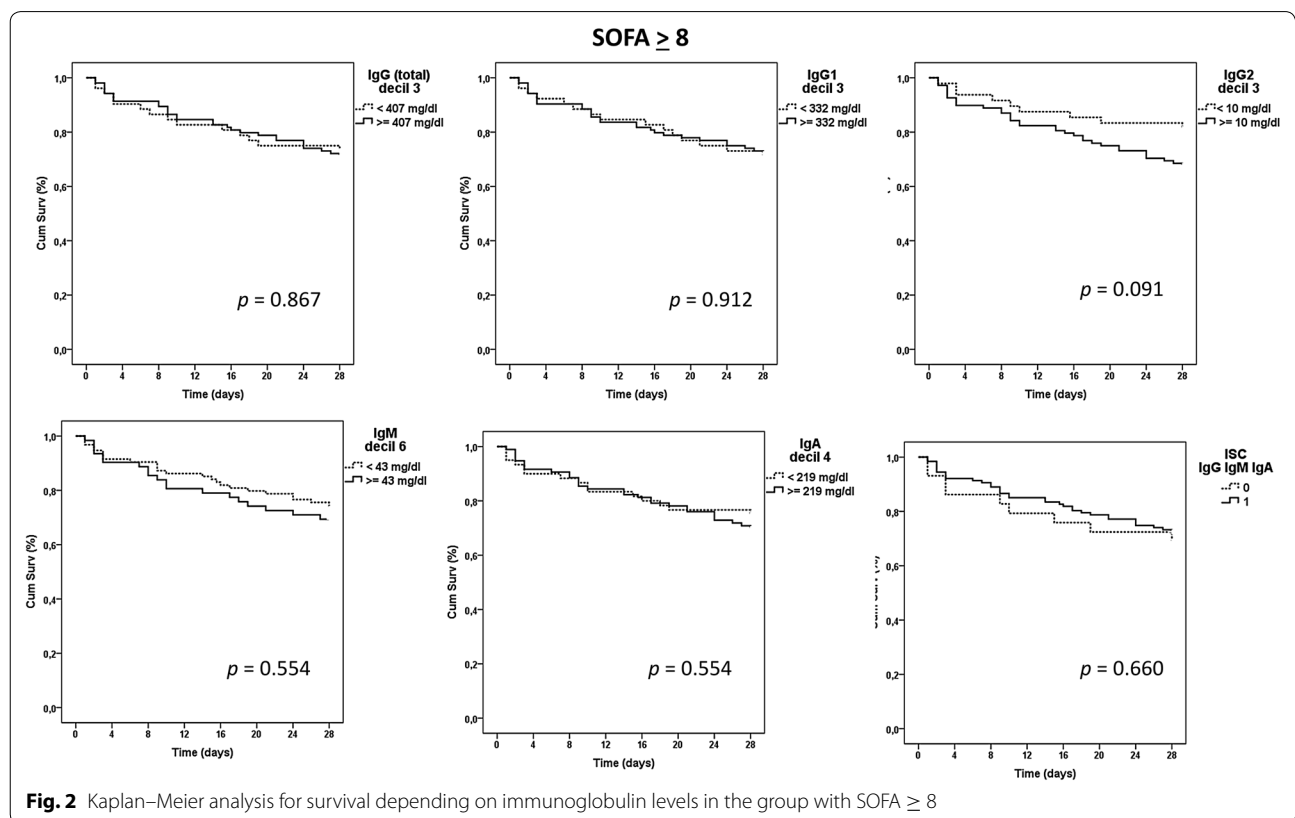 SOFA ≥ 8
IgG (total)
decil 3
< 407 mg/dl
>= 407 mg/dl
1,0
0,8
0,6
0,4
0,2
0,0
Cum Surv (%)
p = 0.867
0 4 8 12 16 20 24 28
Time (days)
IgG1
decil 3
< 332 mg/dl
>= 332 mg/dl
1,0
0,8
0,6
0,4
0,2
0,0
Cum Surv (%)
p = 0.912
0 4 8 12 16 20 24 28
Time (days)
IgG2
decil 3
< 10 mg/dl
>= 10 mg/dl
1,0
0,8
0,6
0,4
0,2
0,0
p = 0.091
0 4 8 12 16 20 24 28
Time (days)
IgM
decil 6
< 43 mg/dl
>= 43 mg/dl
1,0
0,8
0,6
0,4
0,2
0,0
Cum Surv (%)
p = 0.554
0 4 8 12 16 20 24 28
Time (days)
IgA
decil 4
< 219 mg/dl
>= 219 mg/dl
1,0
0,8
0,6
0,4
0,2
0,0
Cum Surv (%)
p = 0.554
0 4 8 12 16 20 24 28
Time (days)
ISC
IgG IgM IgA
0
1
1,0
0,8
0,6
0,4
0,2
0,0
p = 0.660
0 4 8 12 16 20 24 28
Time (days)
Fig. 2 Kaplan–Meier analysis for survival depending on immunoglobulin levels in the group with SOFA ≥ 8